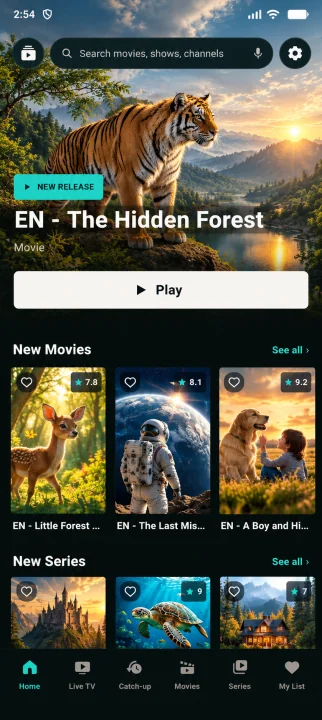 2:54
Search movies, shows, channels
NEW RELEASE
EN - The Hidden Forest
Movie
Play
New Movies
See all ›
7.8
8.1
9.2
EN - Little Forest ...
EN - The Last Mis...
EN - A Boy and Hi...
New Series
See all ›
9
7
Home
Live TV
Catch-up
Movies
Series
My List